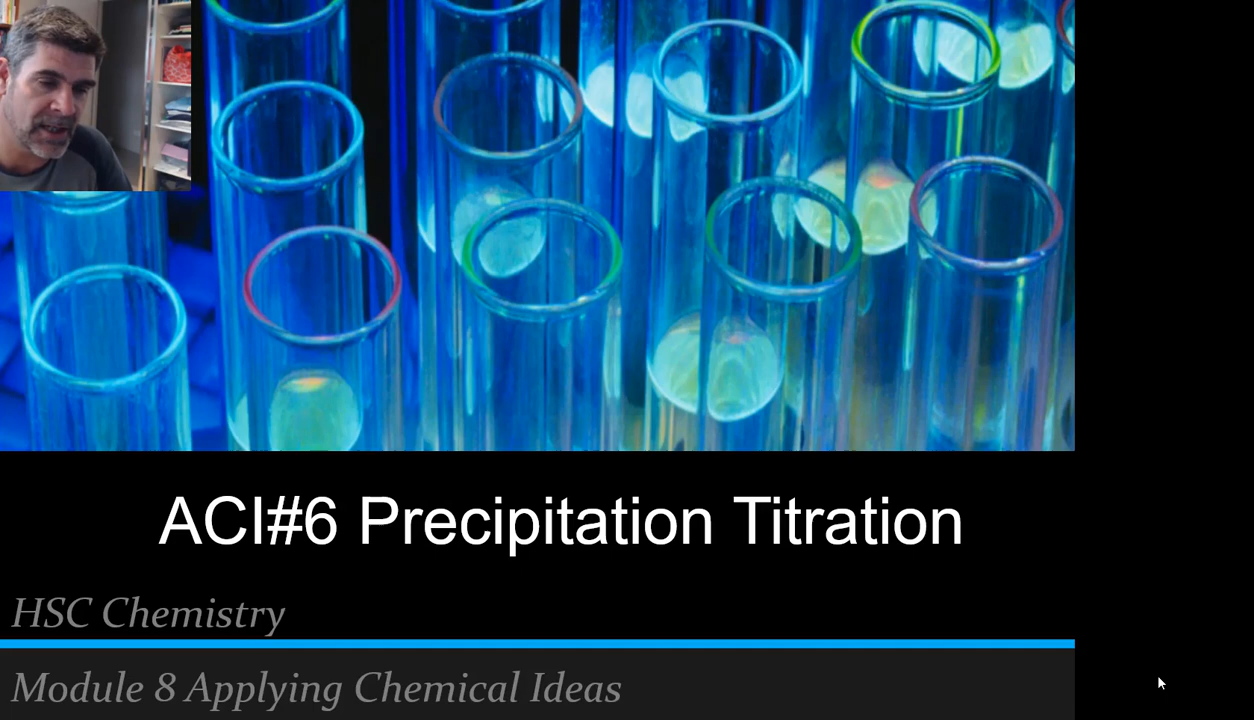 ACI#6 Precipitation Titration
HSC Chemistry
Module 8 Applying Chemical Ideas